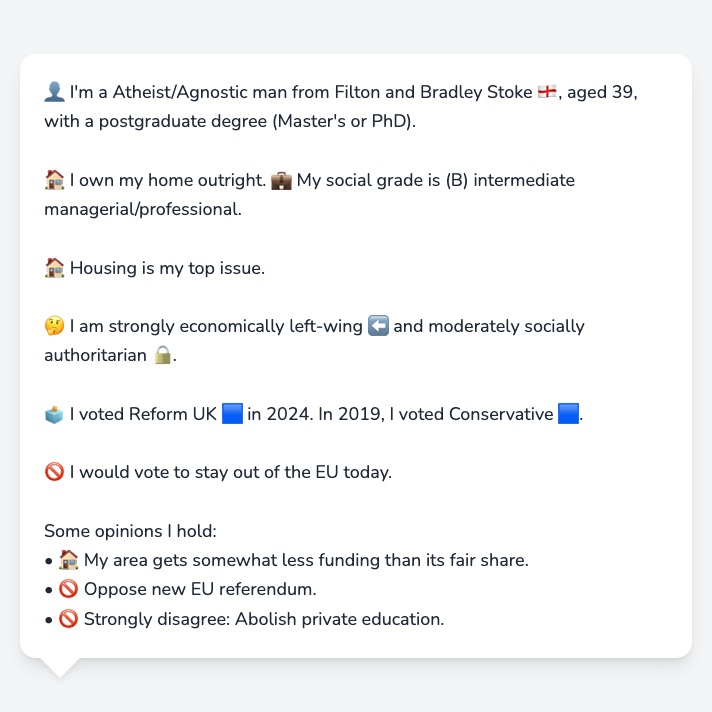 👤 I'm a Atheist/Agnostic man from Filton and Bradley Stoke 🏴󠁧󠁢󠁥󠁮󠁧󠁿, aged 39,
with a postgraduate degree (Master's or PhD).
🏠 I own my home outright. 💼 My social grade is (B) intermediate
managerial/professional.
🏠 Housing is my top issue.
🤔 I am strongly economically left-wing ⬅️ and moderately socially
authoritarian 🔒.
🗳️ I voted Reform UK 🟦 in 2024. In 2019, I voted Conservative 🟦.
🚫 I would vote to stay out of the EU today.
Some opinions I hold:
• 🏠 My area gets somewhat less funding than its fair share.
• 🚫 Oppose new EU referendum.
• 🚫 Strongly disagree: Abolish private education.